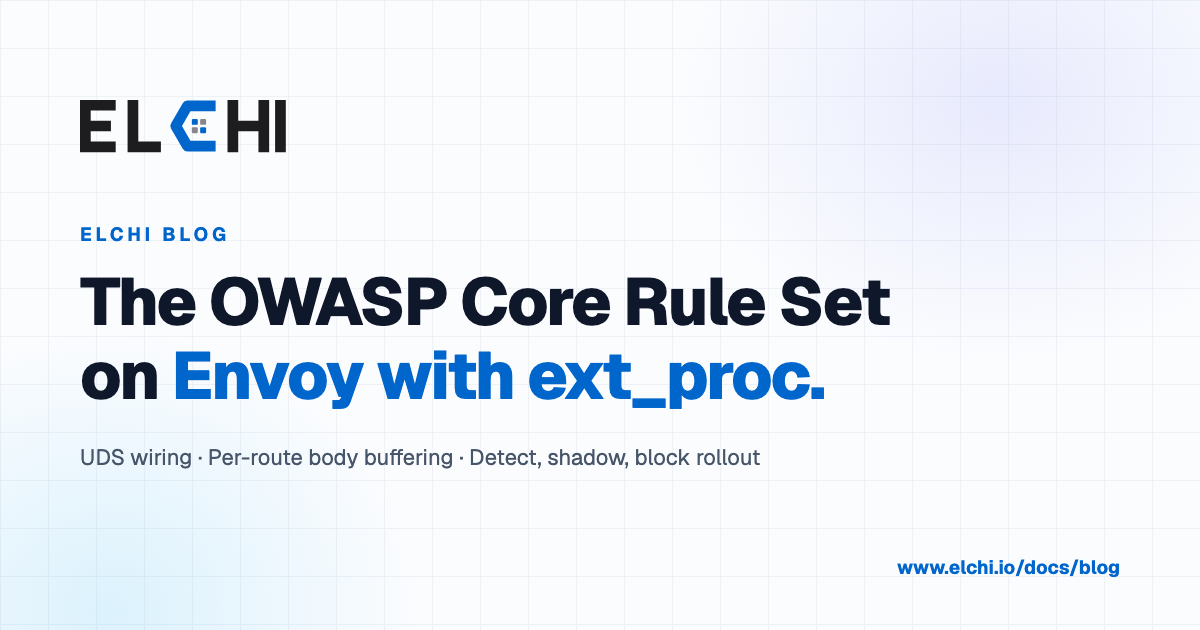 ELCHI
ELCHI BLOG
The OWASP Core Rule Set
on Envoy with ext_proc.
UDS wiring · Per-route body buffering · Detect, shadow, block rollout
www.elchi.io/docs/blog